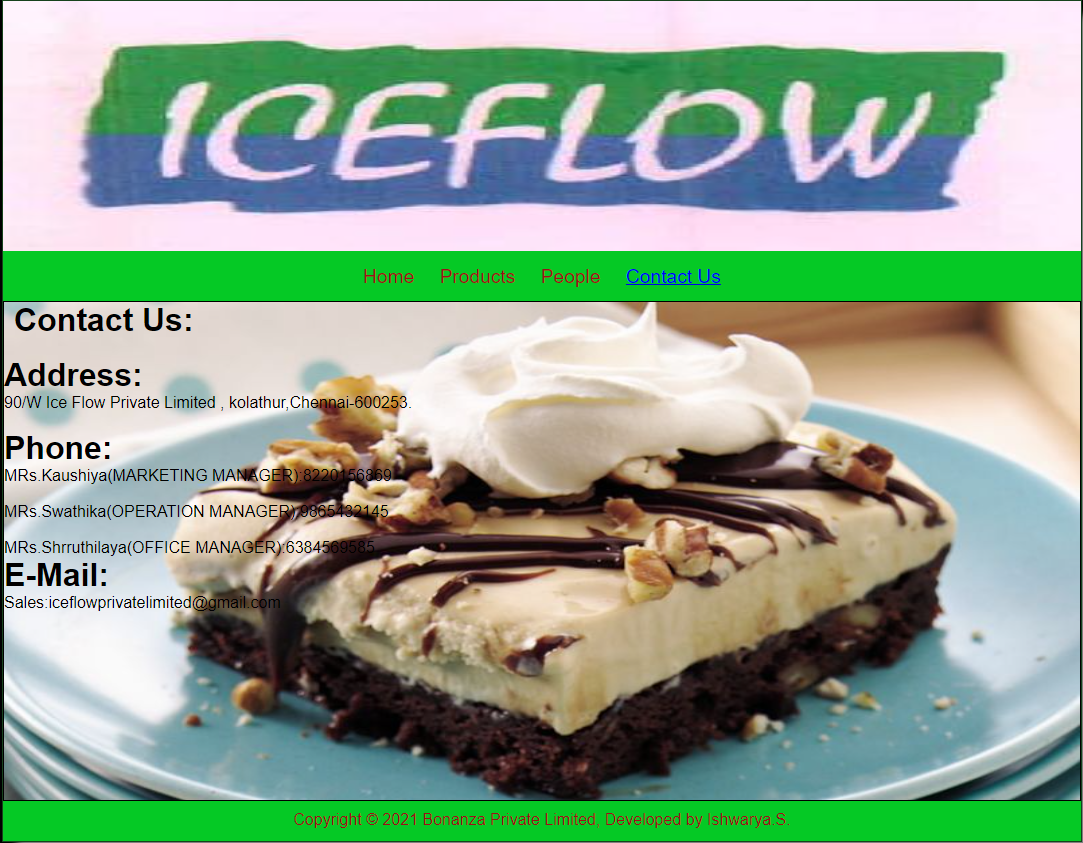 ICEFLOW
Home Products People Contact Us
Contact Us:
Address:
90/W Ice Flow Private Limited , kolathur,Chennai-600253.
Phone:
MRs.Kaushiya(MARKETING MANAGER):8220156869
MRs.Swathika(OPERATION MANAGER):9865432145
MRs.Shrruthilaya(OFFICE MANAGER):6384569585
E-Mail:
Sales:iceflowprivatelimited@gmail.com
Copyright © 2021 Bonanza Private Limited, Developed by Ishwarya.S.